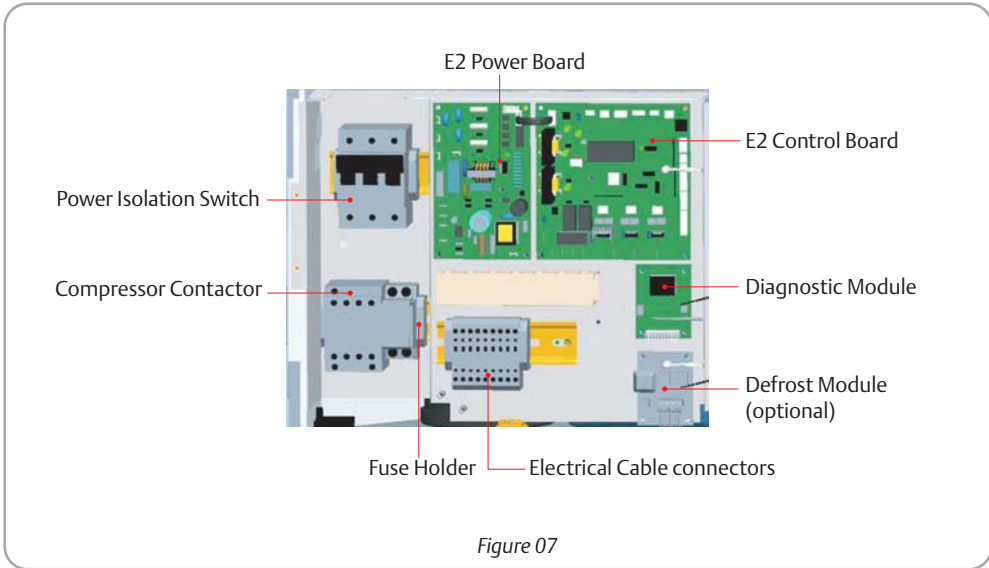 E2 Power Board
E2 Control Board
Power Isolation Switch
Compressor Contactor
Diagnostic Module
Defrost Module
(optional)
Fuse Holder
Electrical Cable connectors
Figure 07